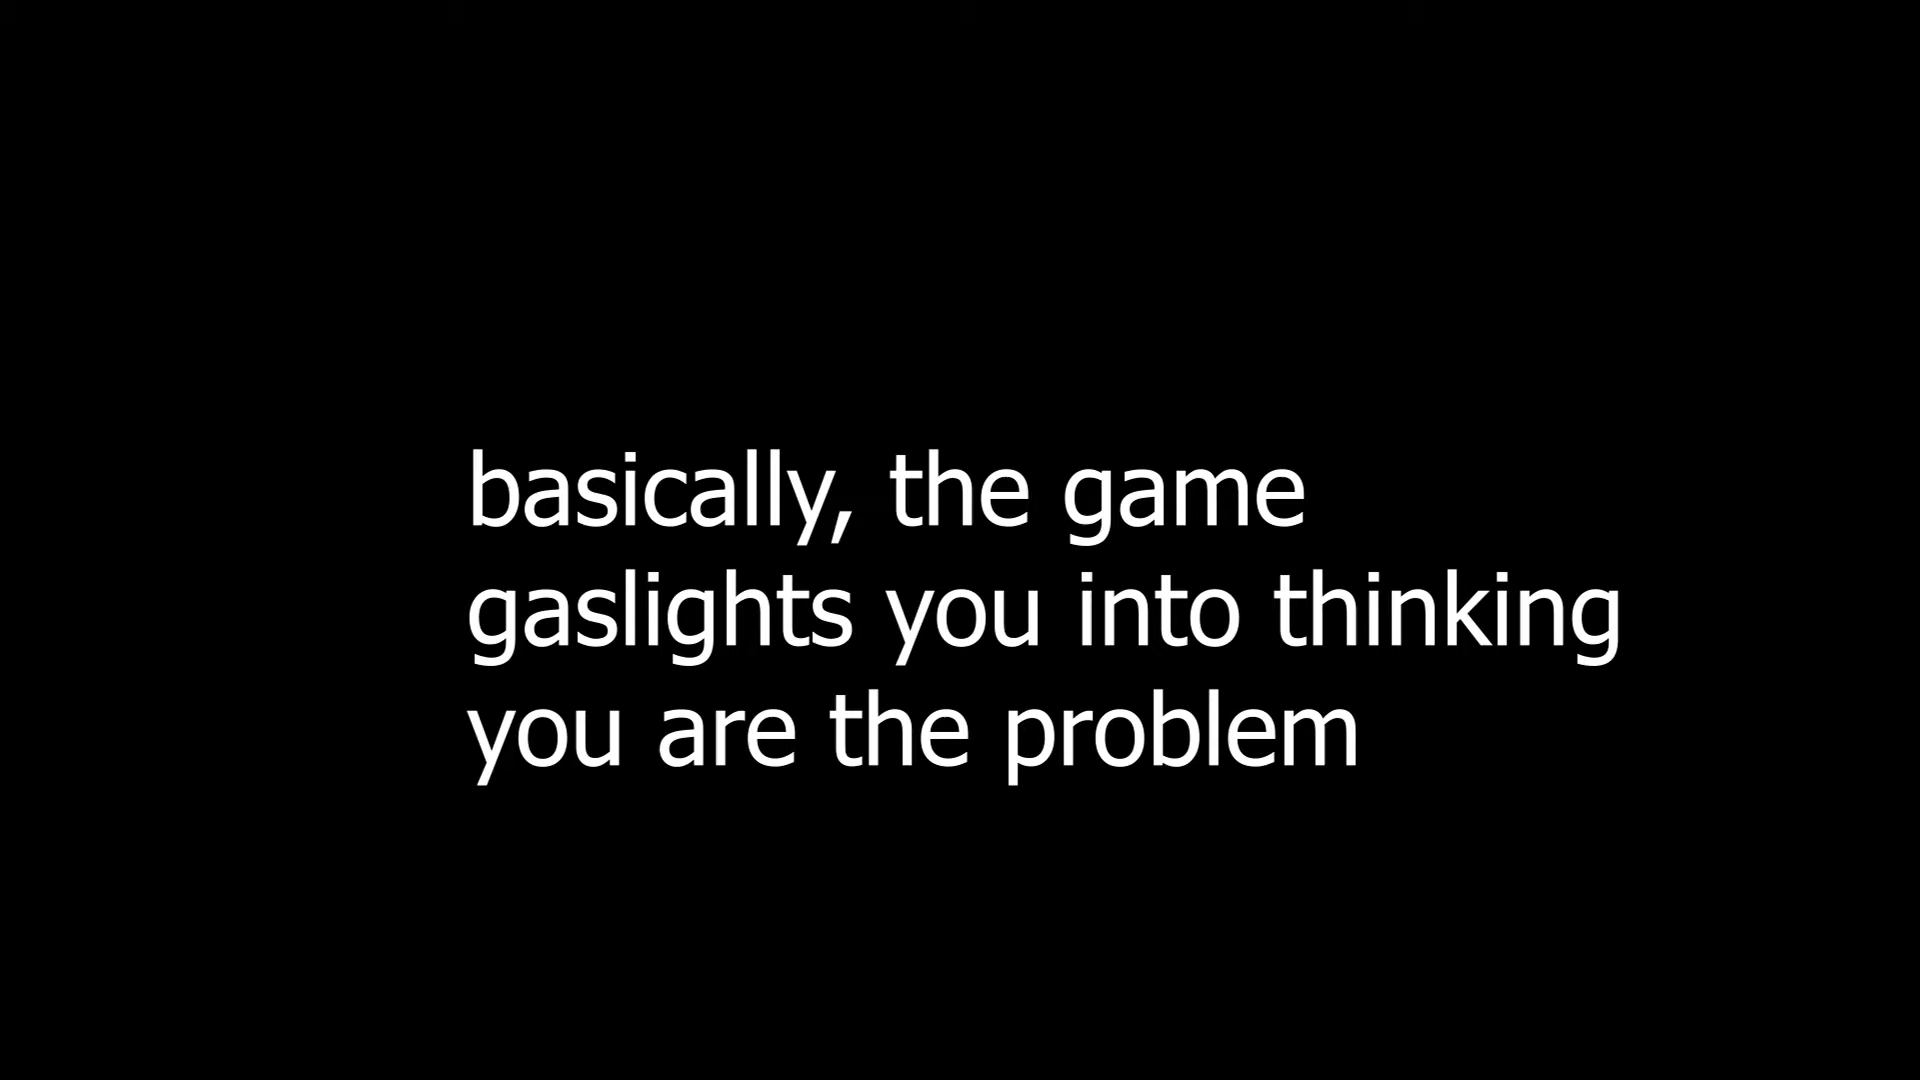 basically, the game
gaslights you into thinking
you are the problem